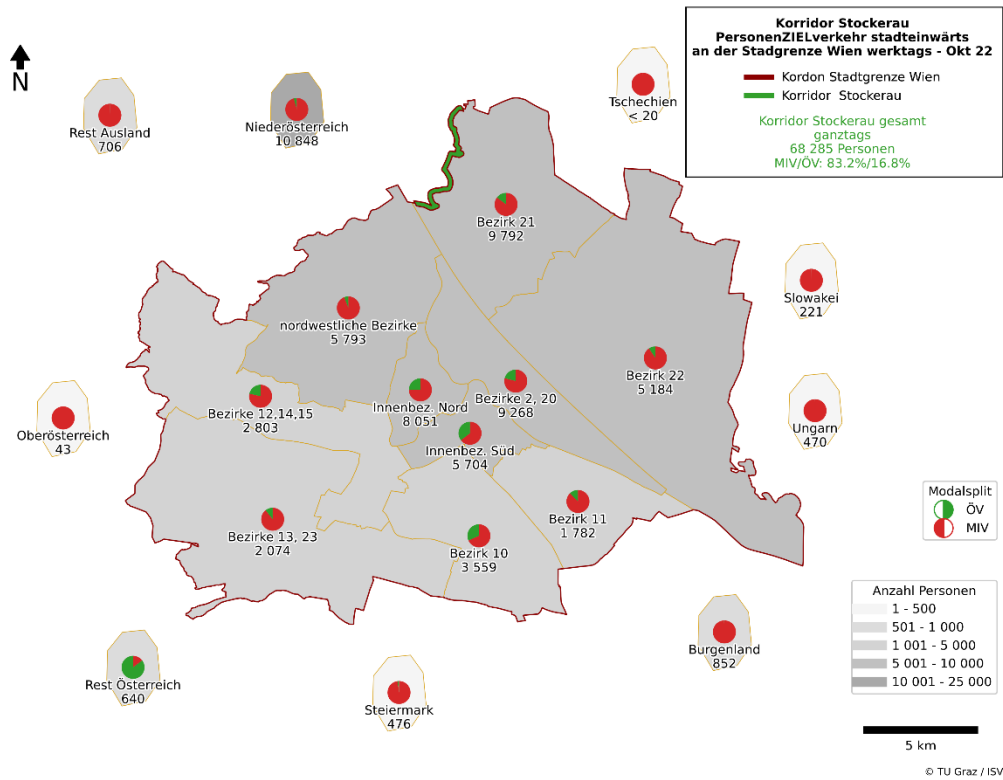 Korridor Stockerau
PersonenZIELverkehr stadteinwärts
an der Stadgrenze Wien werktags - Okt 22
Kordon Stadtgrenze Wien
Korridor Stockerau
Korridor Stockerau gesamt
ganztags
68 285 Personen
MIV/ÖV: 83.2%/16.8%
N
Rest Ausland
706
Niederösterreich
10 848
Tschechien
< 20
Bezirk 21
9 792
Slowakei
221
nordwestliche Bezirke
5 793
Bezirk 22
5 184
Bezirke 12,14,15
2 803
Innenbez. Nord
8 051
Bezirke 2, 20
9 268
Oberösterreich
43
Ungarn
470
Innenbez. Süd
5 704
Bezirke 13, 23
2 074
Bezirk 10
3 559
Bezirk 11
1 782
Modalsplit
ÖV
MIV
Rest Österreich
640
Steiermark
476
Burgenland
852
Anzahl Personen
1 - 500
501 - 1 000
1 001 - 5 000
5 001 - 10 000
10 001 - 25 000
5 km
© TU Graz / ISV